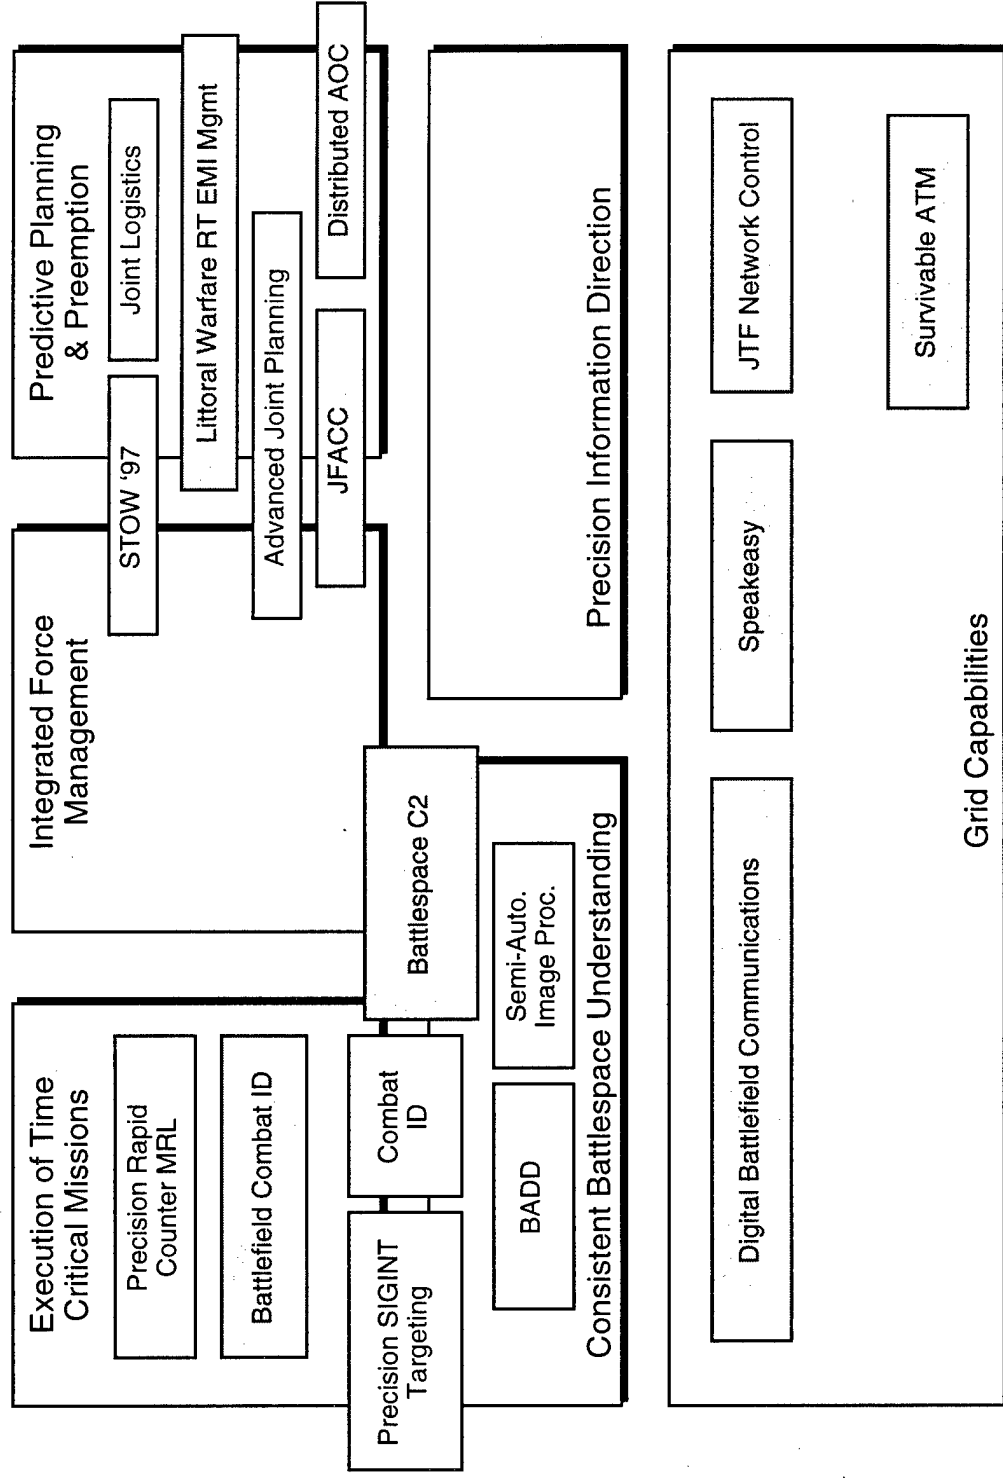 Execution of Time
Critical Missions
Precision Rapid
Counter MRL
Battlefield Combat ID
Precision SIGINT
Targeting
Combat
ID
Battlespace C2
Integrated Force
Management
Predictive Planning
& Preemption
STOW '97
Joint Logistics
Littoral Warfare RT EMI Mgmt
Advanced Joint Planning
JFACC
Distributed AOC
BADD
Semi-Auto.
Image Proc.
Consistent Battlespace Understanding
Precision Information Direction
Digital Battlefield Communications
Speakeasy
JTF Network Control
Survivable ATM
Grid Capabilities